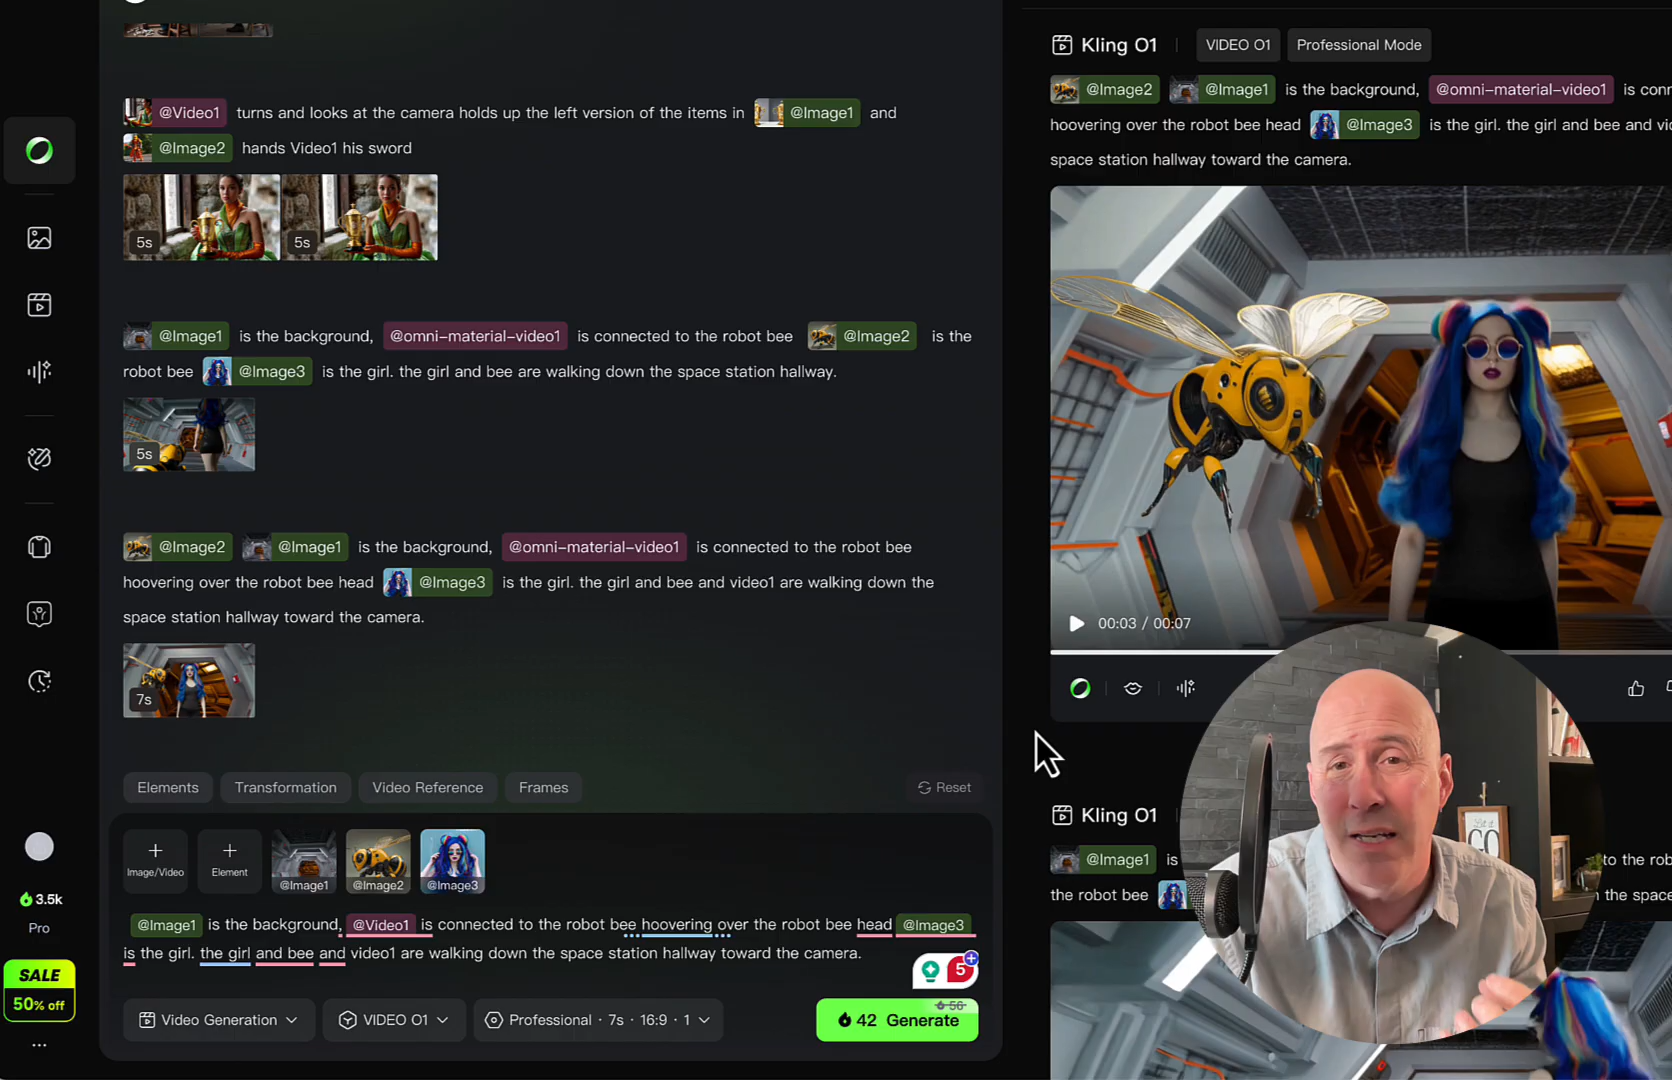 @Video1 turns and looks at the camera holds up the left version of the items in @Image1 and
@Image2 hands Video1 his sword
5s
5s
@Image1 is the background, @omni-material-video1 is connected to the robot bee @Image2 is the
robot bee @Image3 is the girl. the girl and bee are walking down the space station hallway.
5s
@Image2 @Image1 is the background, @omni-material-video1 is connected to the robot bee
hoovering over the robot bee head @Image3 is the girl. the girl and bee and video1 are walking down the
space station hallway toward the camera.
7s
Elements
Transformation
Video Reference
Frames
Reset
Image/Video
Element
@Image1
@Image2
@Image3
@Image1 is the background, @Video1 is connected to the robot bee hoovering over the robot bee head @Image3
is the girl. the girl and bee and video1 are walking down the space station hallway toward the camera.
5
Video Generation
VIDEO O1
Professional · 7s · 16:9 · 1
56
42 Generate
3.5k
Pro
SALE
50% off
Kling O1
VIDEO O1
Professional Mode
@Image2 @Image1 is the background, @omni-material-video1 is
hoovering over the robot bee head @Image3 is the girl. the girl and bee and
space station hallway toward the camera.
00:03 / 00:07
Kling O1
@Image1 is to the
the robot bee the
GO